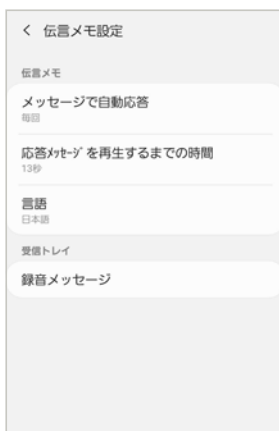 伝言メモ設定
伝言メモ
メッセージで自動応答
毎回
応答ﾒｯｾｰｼﾞを再生するまでの時間
13秒
言語
日本語
受信トレイ
録音メッセージ